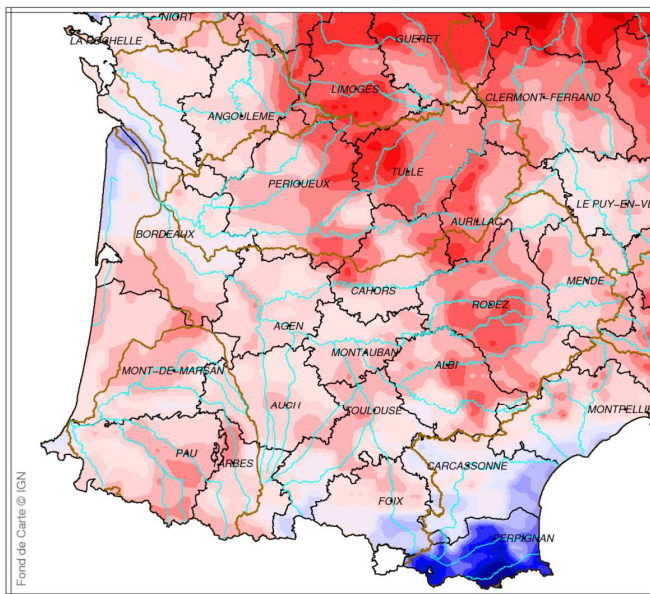 NIORT
LA ROCHELLE
GUERET
LIMOGES
CLERMONT-FERRAND
ANGOULEME
TULLE
PERIGUEUX
LE PUY-EN-VE
AURILLAC
BORDEAUX
CAHORS
MENDE
RODEZ
AGEN
MONTAUBAN
ALBI
MONT-DE-MARSAN
AUCH
TOULOUSE
MONTPELLIE
PAU
TARBES
CARCASSONNE
FOIX
PERPIGNAN
Fond de Carte © IGN